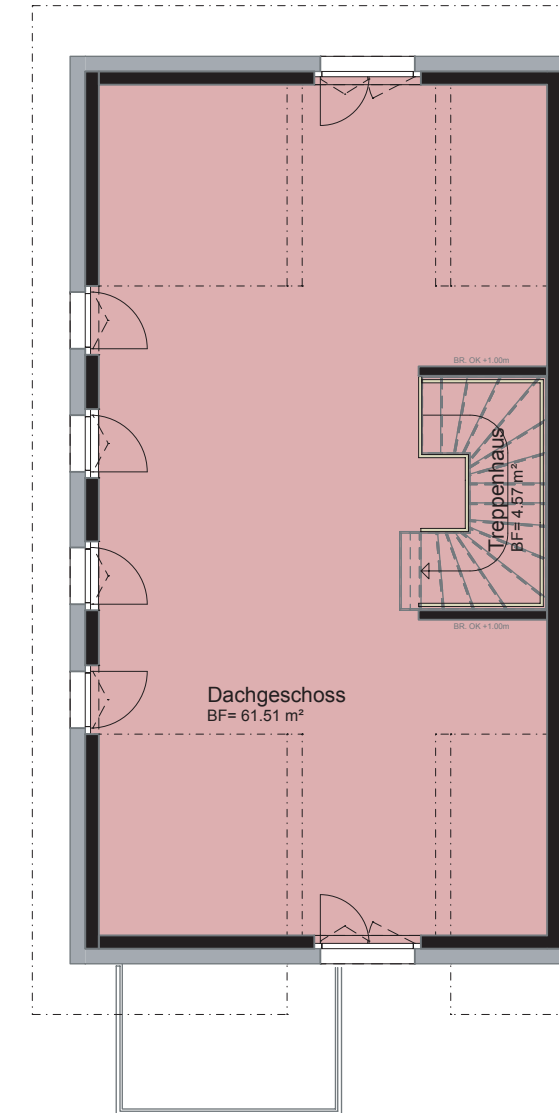 BR. OK +1.00m
Treppenhaus
BF= 4.57 m²
BR. OK +1.00m
Dachgeschoss
BF= 61.51 m²